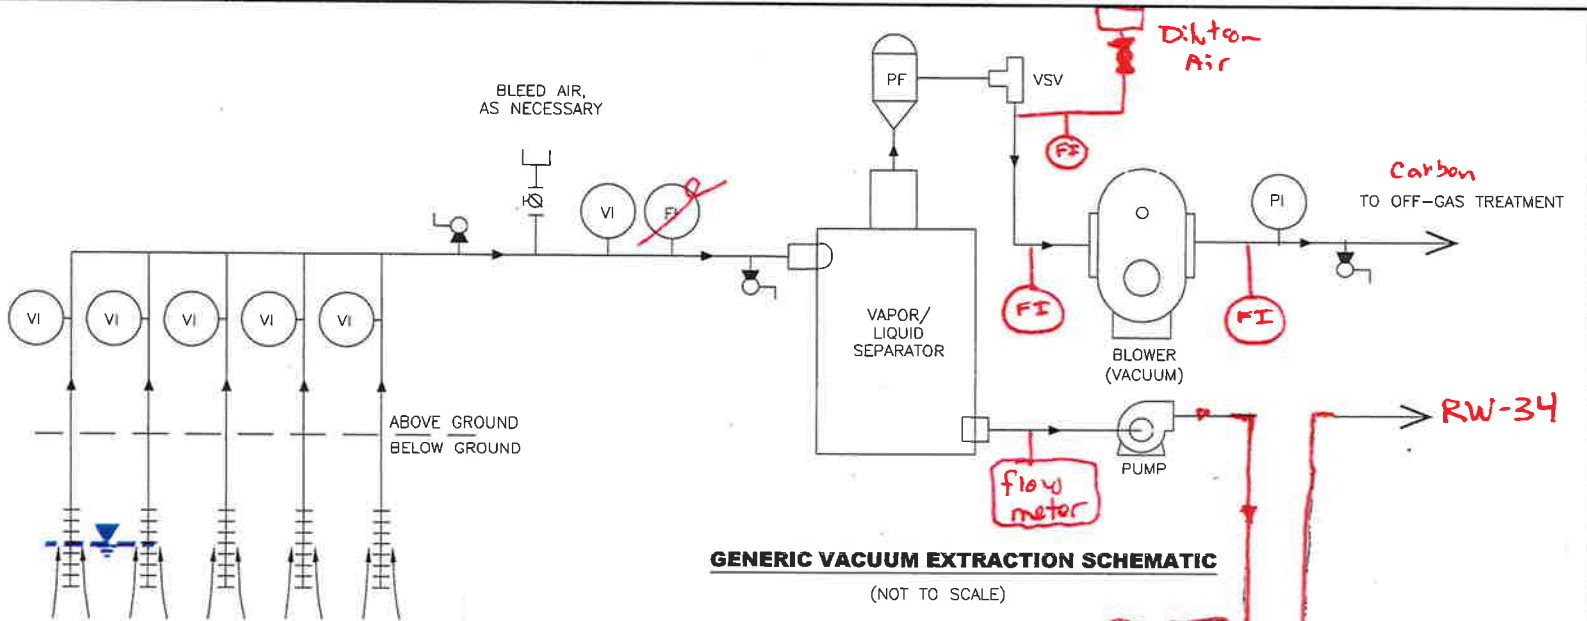 Dilution
Air
BLEED AIR,
AS NECESSARY
PF
VSV
FI
VI
FI
PI
Carbon
TO OFF-GAS TREATMENT
VI
VI
VI
VI
VI
VAPOR/
LIQUID
SEPARATOR
FI
FI
BLOWER
(VACUUM)
ABOVE GROUND
BELOW GROUND
RW-34
PUMP
flow
meter
GENERIC VACUUM EXTRACTION SCHEMATIC
(NOT TO SCALE)